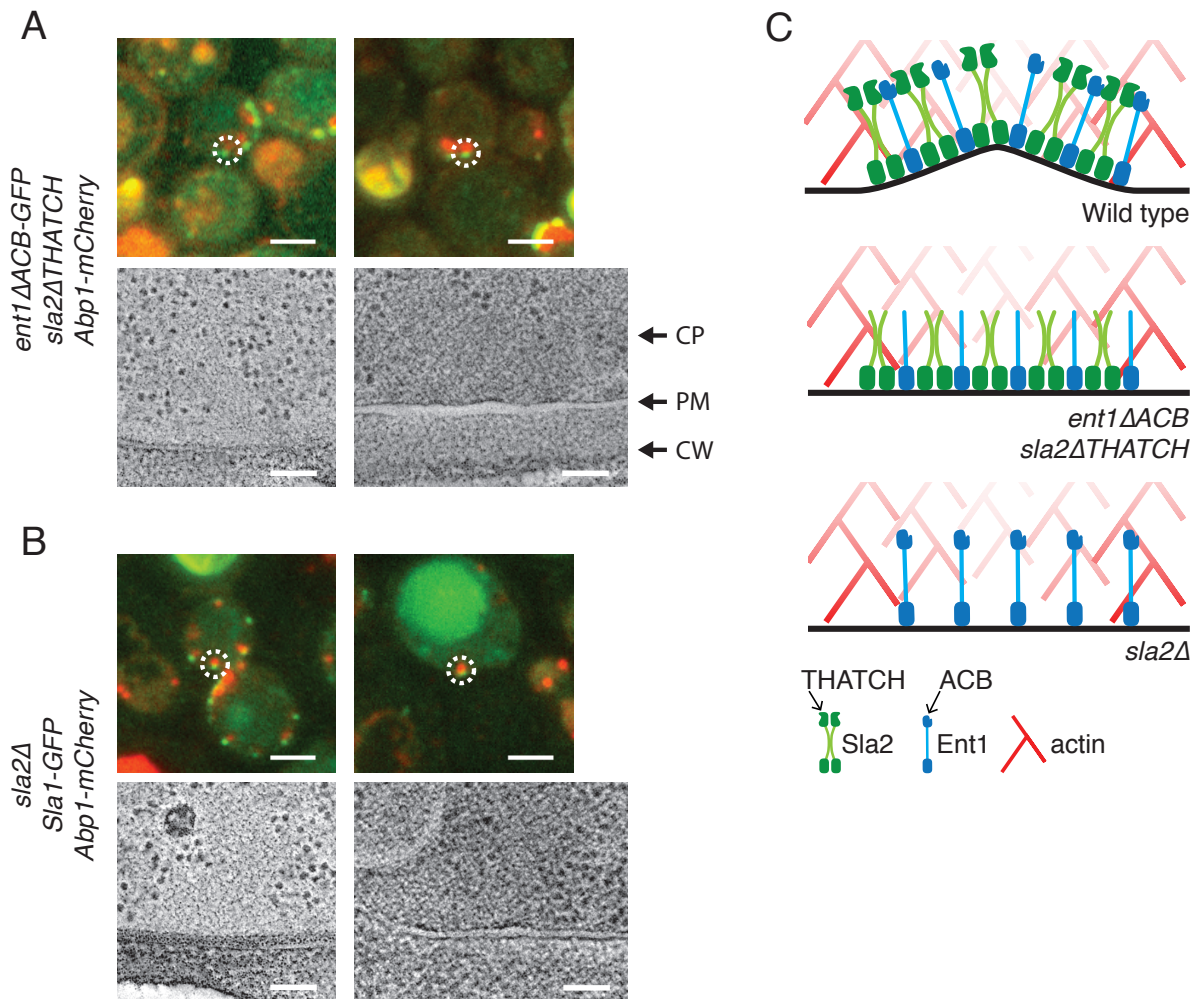 A
ent1ΔACB-GFP
sla2ΔTHATCH
Abp1-mCherry
CP
PM
CW
B
sla2Δ
Sla1-GFP
Abp1-mCherry
C
Wild type
ent1ΔACB
sla2ΔTHATCH
sla2Δ
THATCH
ACB
Sla2
Ent1
actin